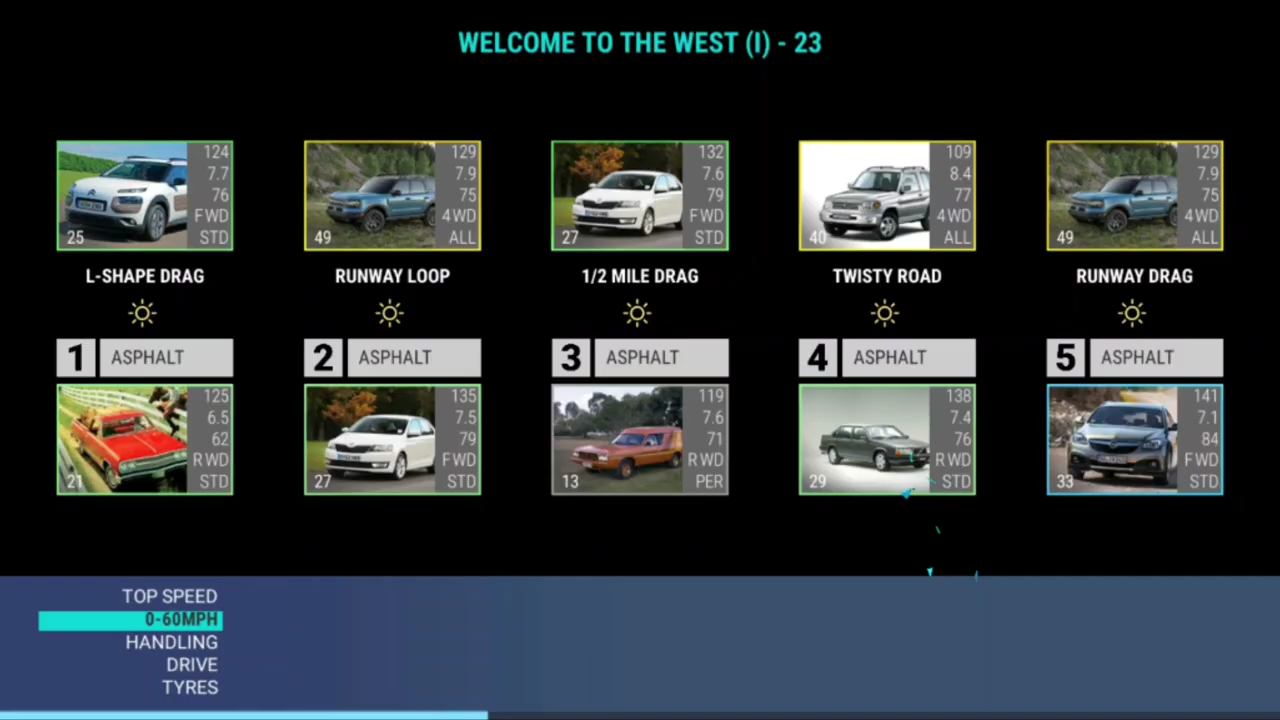 WELCOME TO THE WEST (I) - 23
124
7.7
76
FWD
STD
25
129
7.9
75
4WD
ALL
49
132
7.6
79
FWD
STD
27
109
8.4
77
4WD
ALL
40
129
7.9
75
4WD
ALL
49
L-SHAPE DRAG
RUNWAY LOOP
1/2 MILE DRAG
TWISTY ROAD
RUNWAY DRAG
1 ASPHALT
2 ASPHALT
3 ASPHALT
4 ASPHALT
5 ASPHALT
125
6.5
62
RWD
STD
21
135
7.5
79
FWD
STD
27
119
7.6
71
RWD
PER
13
138
7.4
76
RWD
STD
29
141
7.1
84
FWD
STD
33
TOP SPEED
0-60MPH
HANDLING
DRIVE
TYRES